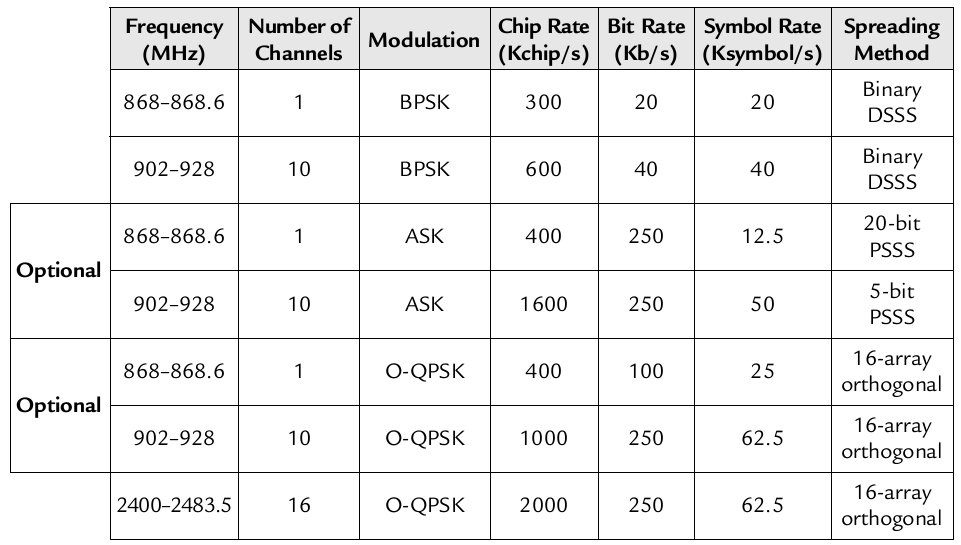 Frequency (MHz) Number of Channels Modulation Chip Rate (Kchip/s) Bit Rate (Kb/s) Symbol Rate (Ksymbol/s) Spreading Method
868–868.6 1 BPSK 300 20 20 Binary DSSS
902–928 10 BPSK 600 40 40 Binary DSSS
Optional
868–868.6 1 ASK 400 250 12.5 20-bit PSSS
902–928 10 ASK 1600 250 50 5-bit PSSS
Optional
868–868.6 1 O-QPSK 400 100 25 16-array orthogonal
902–928 10 O-QPSK 1000 250 62.5 16-array orthogonal
2400–2483.5 16 O-QPSK 2000 250 62.5 16-array orthogonal